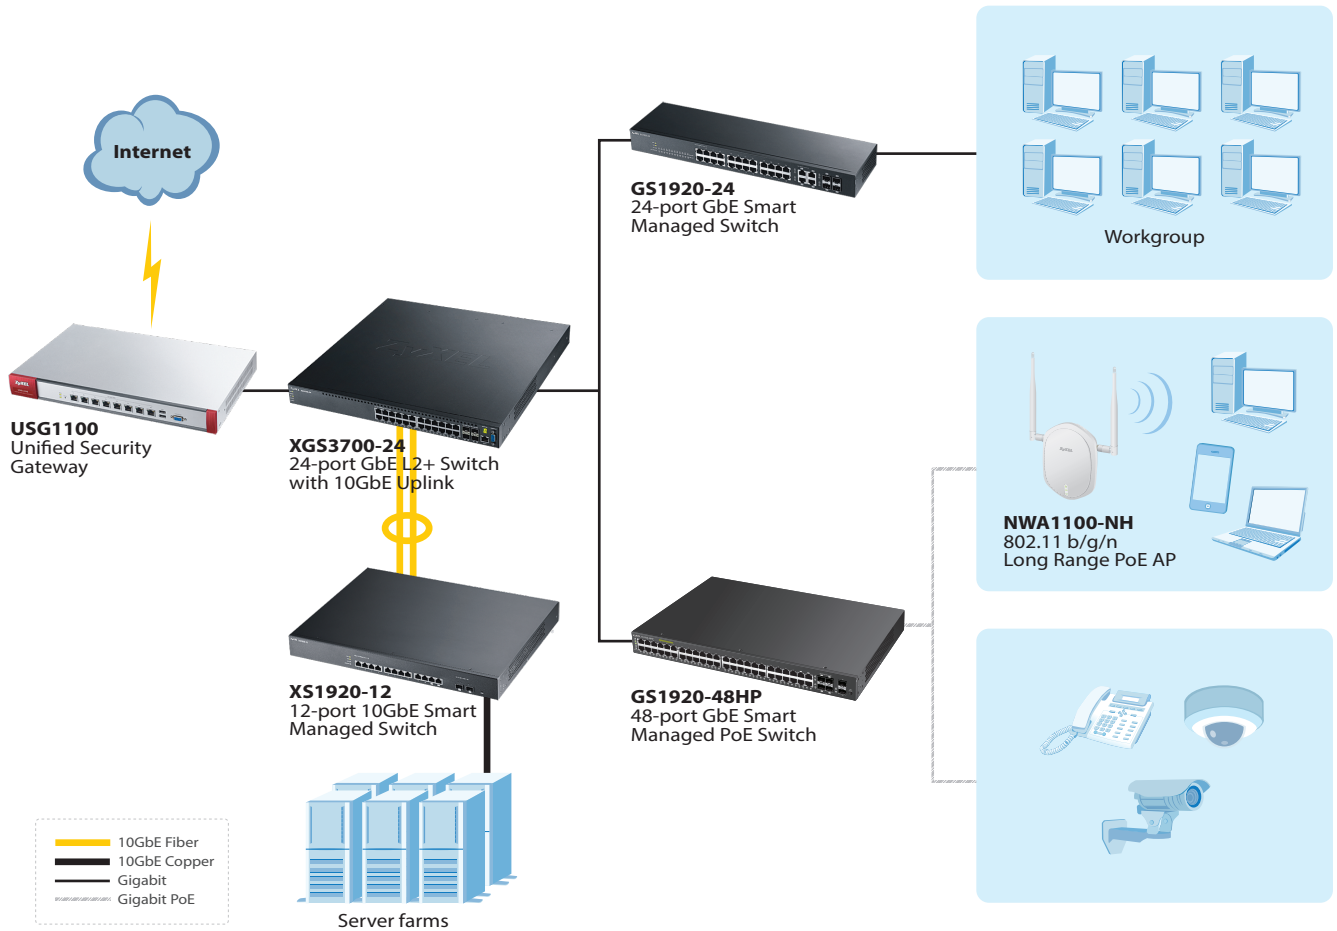 Internet
GS1920-24
24-port GbE Smart
Managed Switch
Workgroup
ZyXEL
USG1100
Unified Security
Gateway
ZyXEL
XGS3700-24
24-port GbE L2+ Switch
with 10GbE Uplink
ZyXEL
NWA1100-NH
802.11 b/g/n
Long Range PoE AP
XS1920-12
12-port 10GbE Smart
Managed Switch
GS1920-48HP
48-port GbE Smart
Managed PoE Switch
10GbE Fiber
10GbE Copper
Gigabit
Gigabit PoE
Server farms